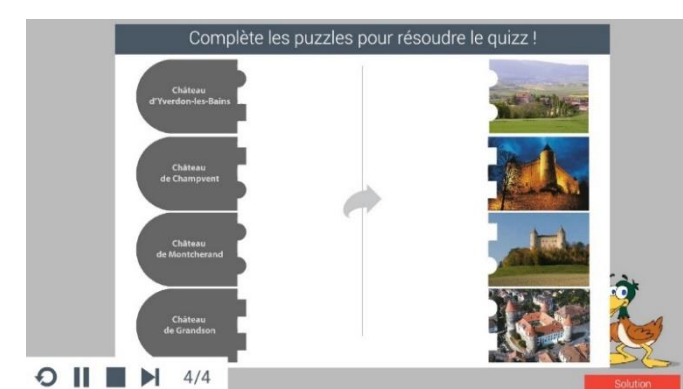 Complète les puzzles pour résoudre le quizz !
Château
d'Yverdon-les-Bains
Château
de Champvent
Château
de Montcherand
Château
de Grandson
4/4
Solution